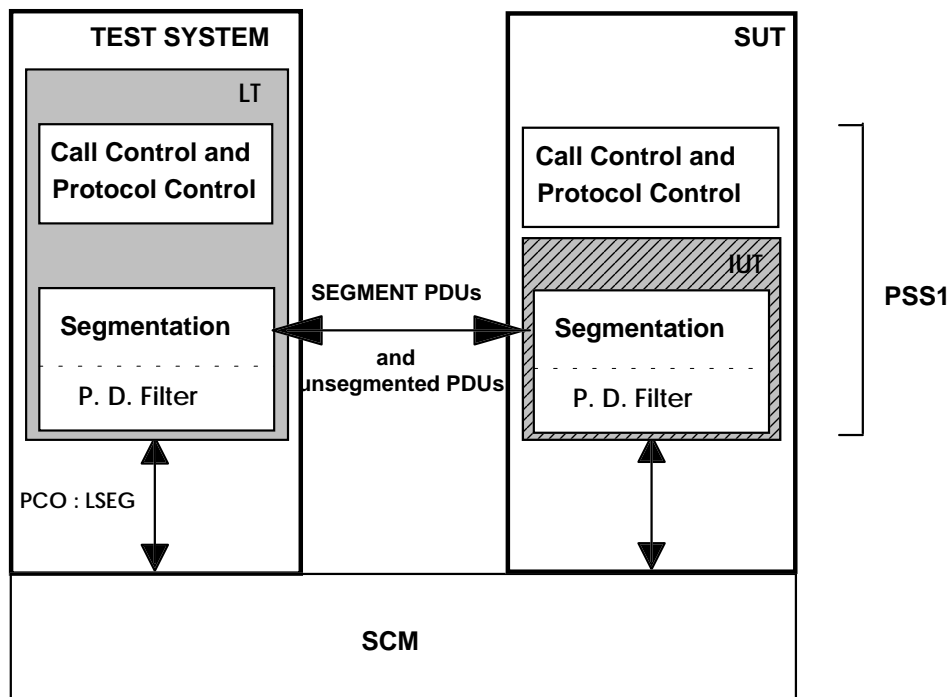 TEST SYSTEM
SUT
LT
Call Control and
Protocol Control
Call Control and
Protocol Control
IUT
PSS1
SEGMENT PDUs
Segmentation
Segmentation
and
unsegmented PDUs
P. D. Filter
P. D. Filter
PCO : LSEG
SCM